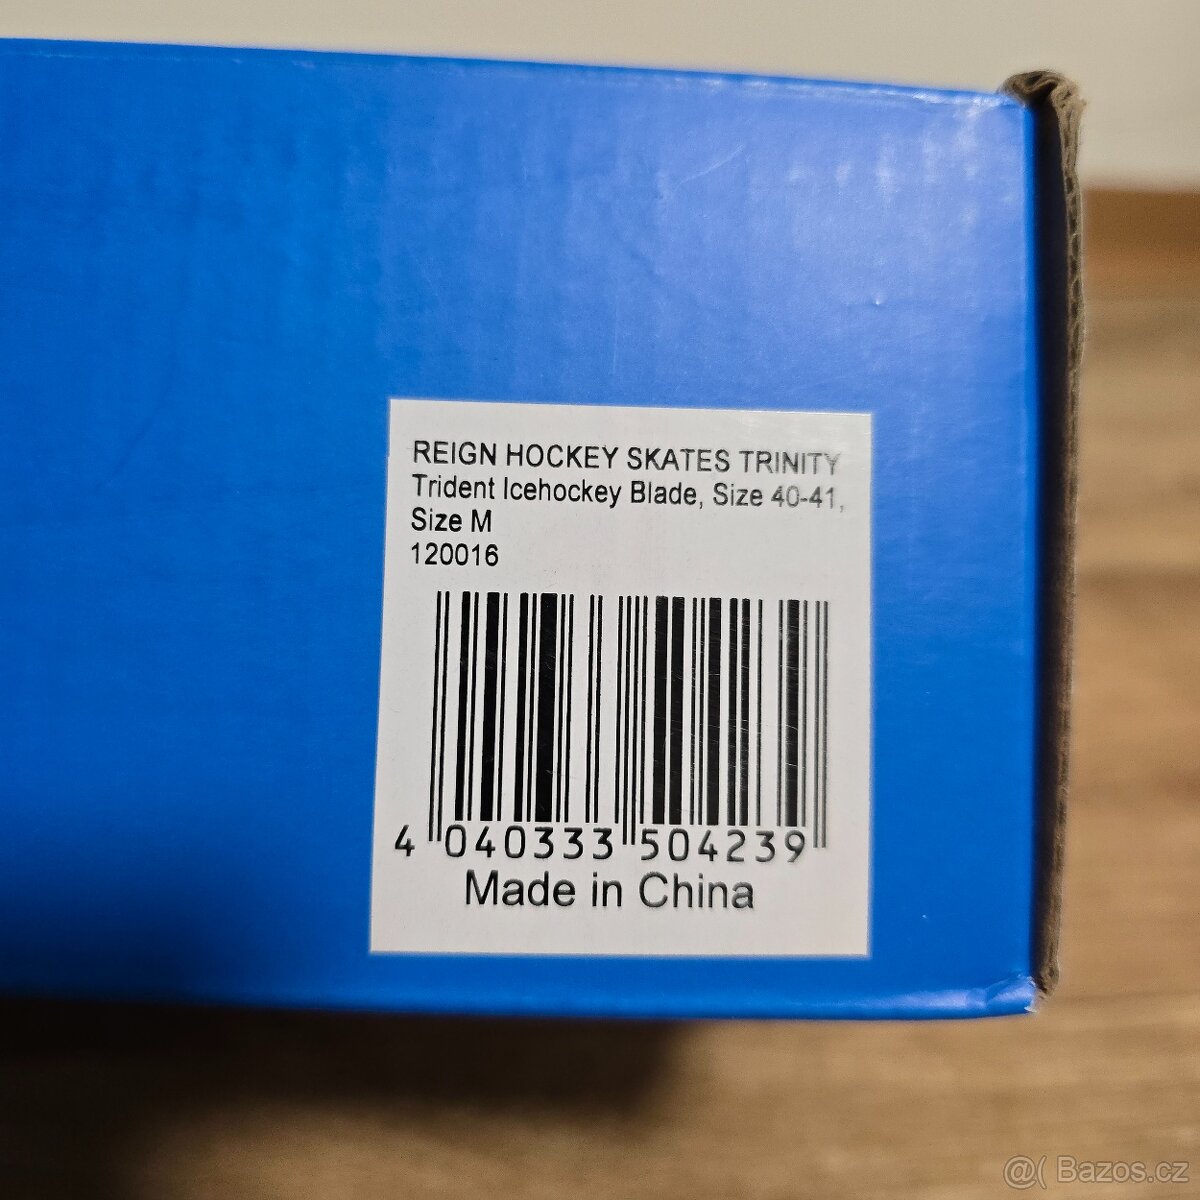 REIGN HOCKEY SKATES TRINITY
Trident Icehockey Blade, Size 40-41,
Size M
120016
4 040333 504239
Made in China
@( Bazos.cz